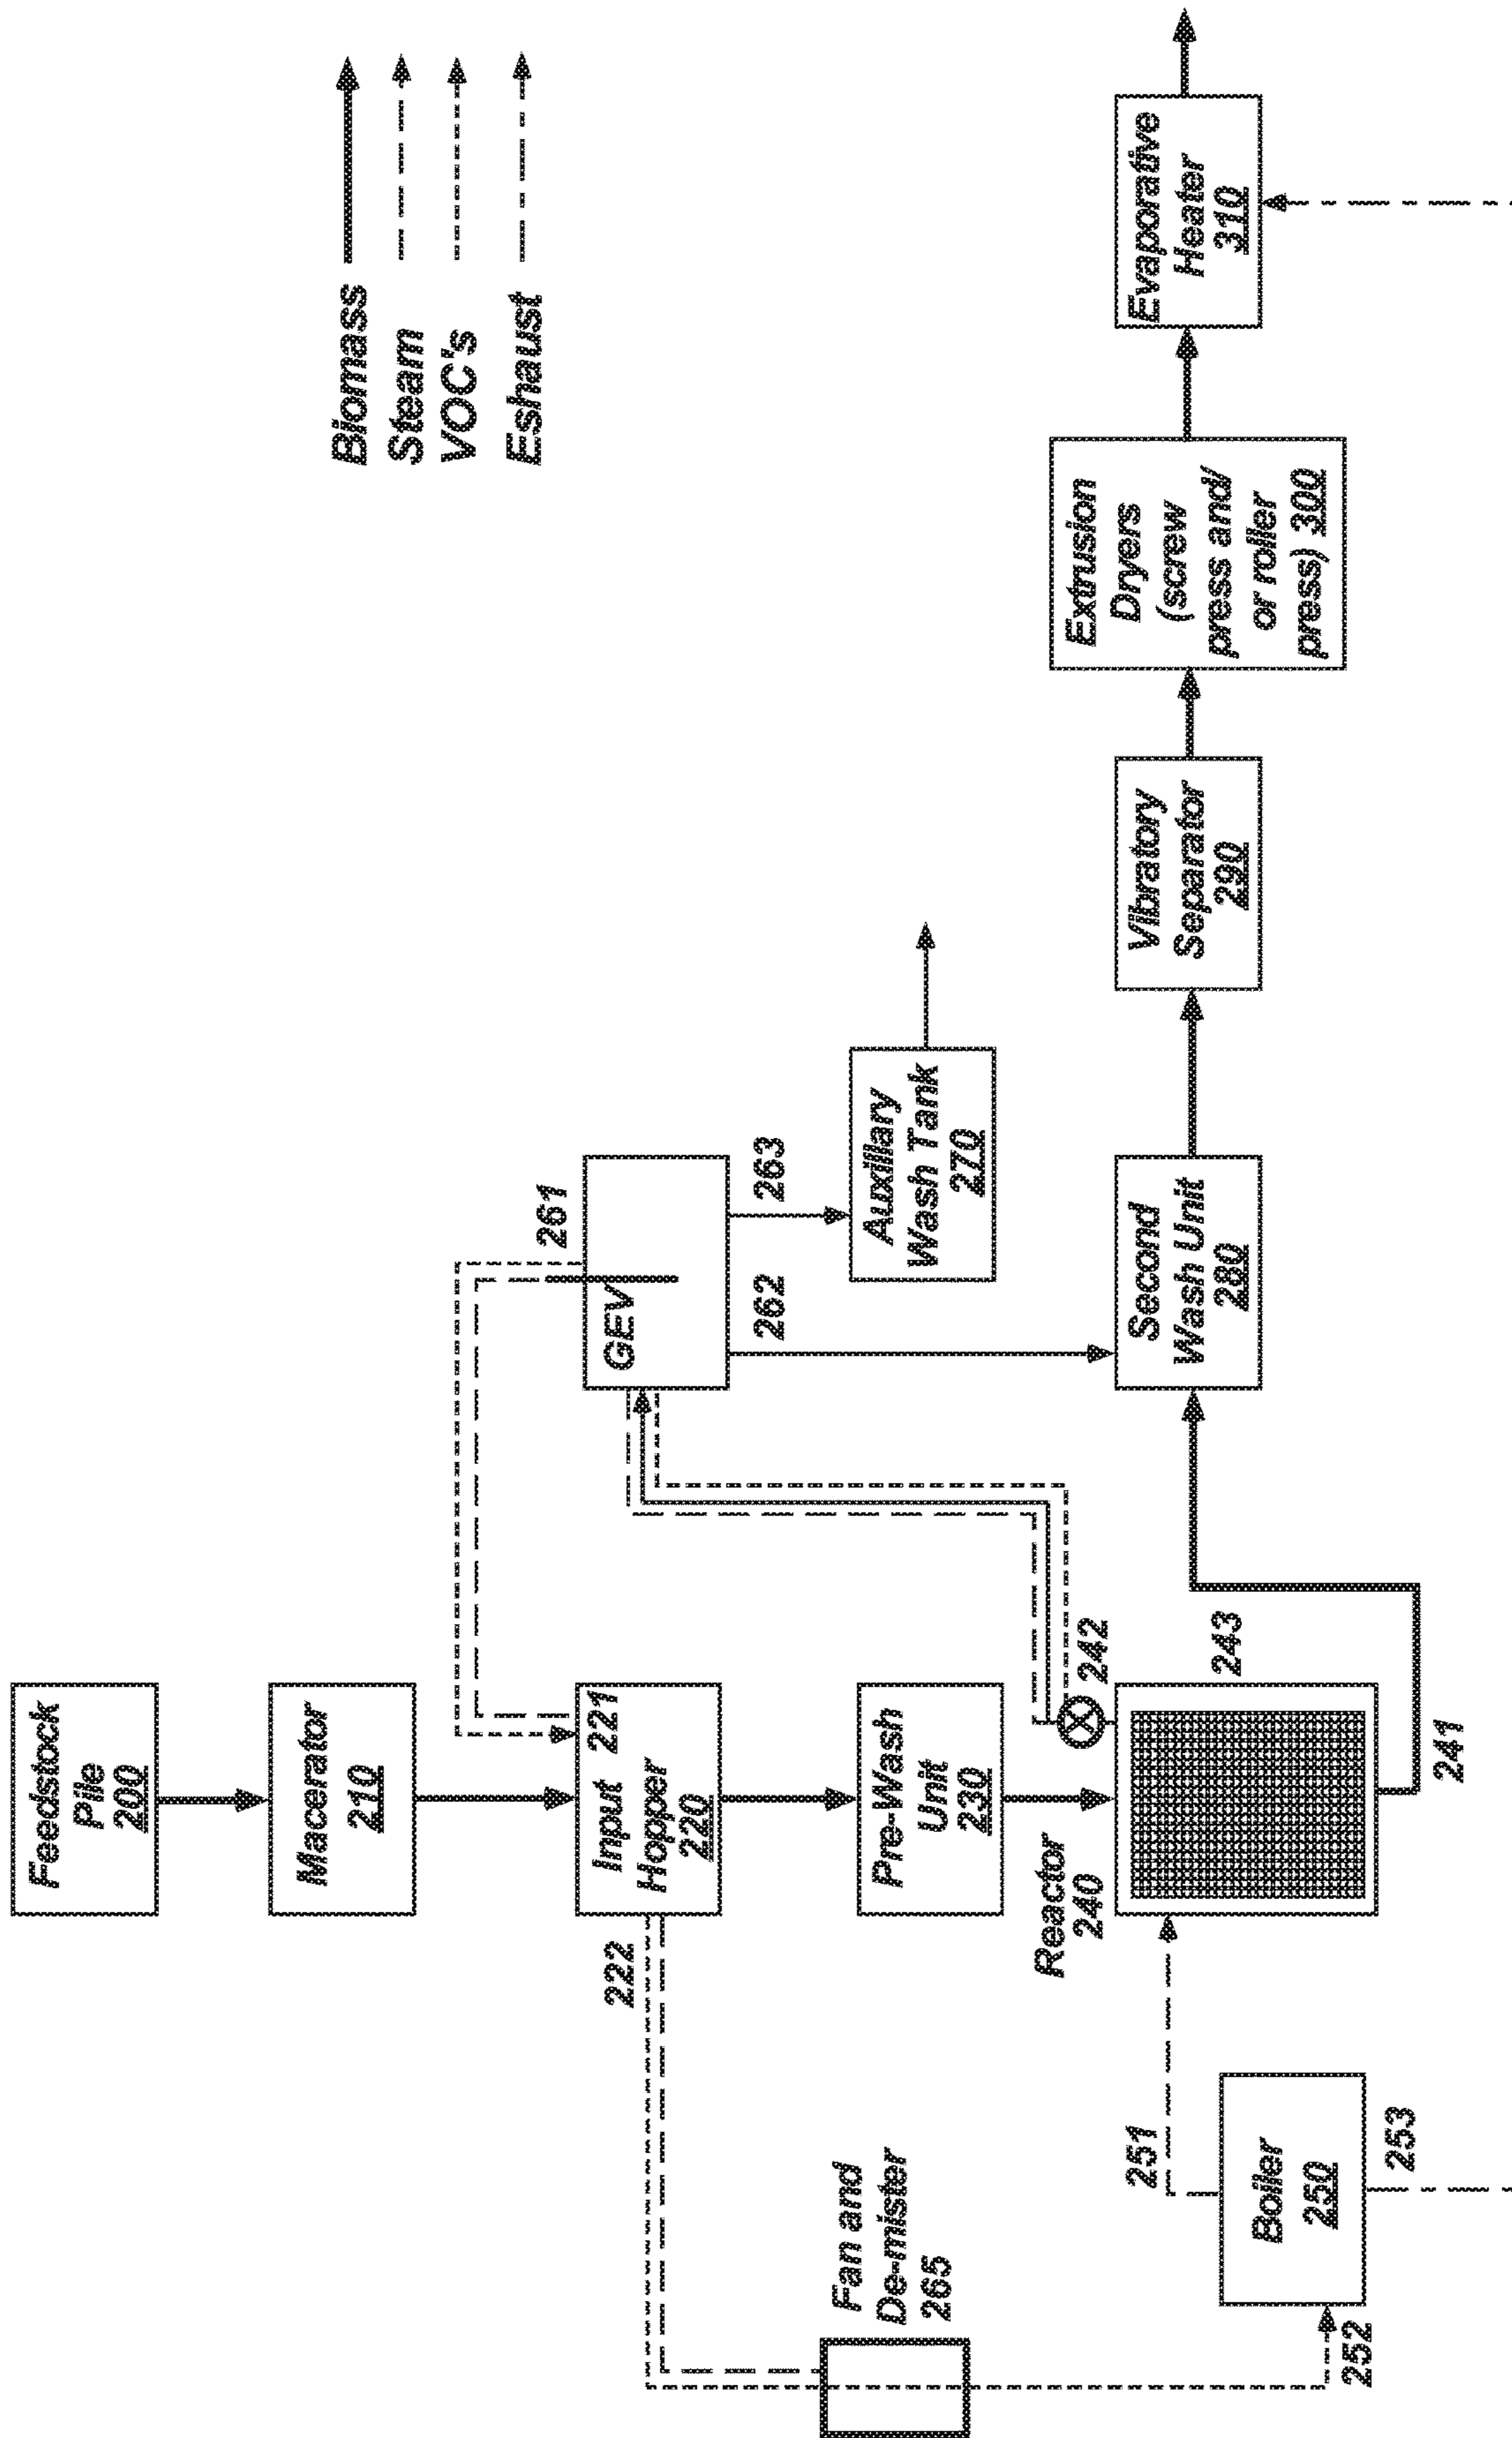 Feedstock
Pile
200
Macerator
210
Input 221
Hopper
220
222
Pre-Wash
Unit
230
Reactor
240
242
243
241
Fan and
De-mister
265
Boiler
250
251
252
253
261
GEV
262
263
Auxillary
Wash Tank
270
Second
Wash Unit
280
Vibratory
Separator
290
Extrusion
Dryers
(screw
press and/
or roller
press) 300
Evaporative
Heater
310
Biomass
Steam
VOC's
Eshaust